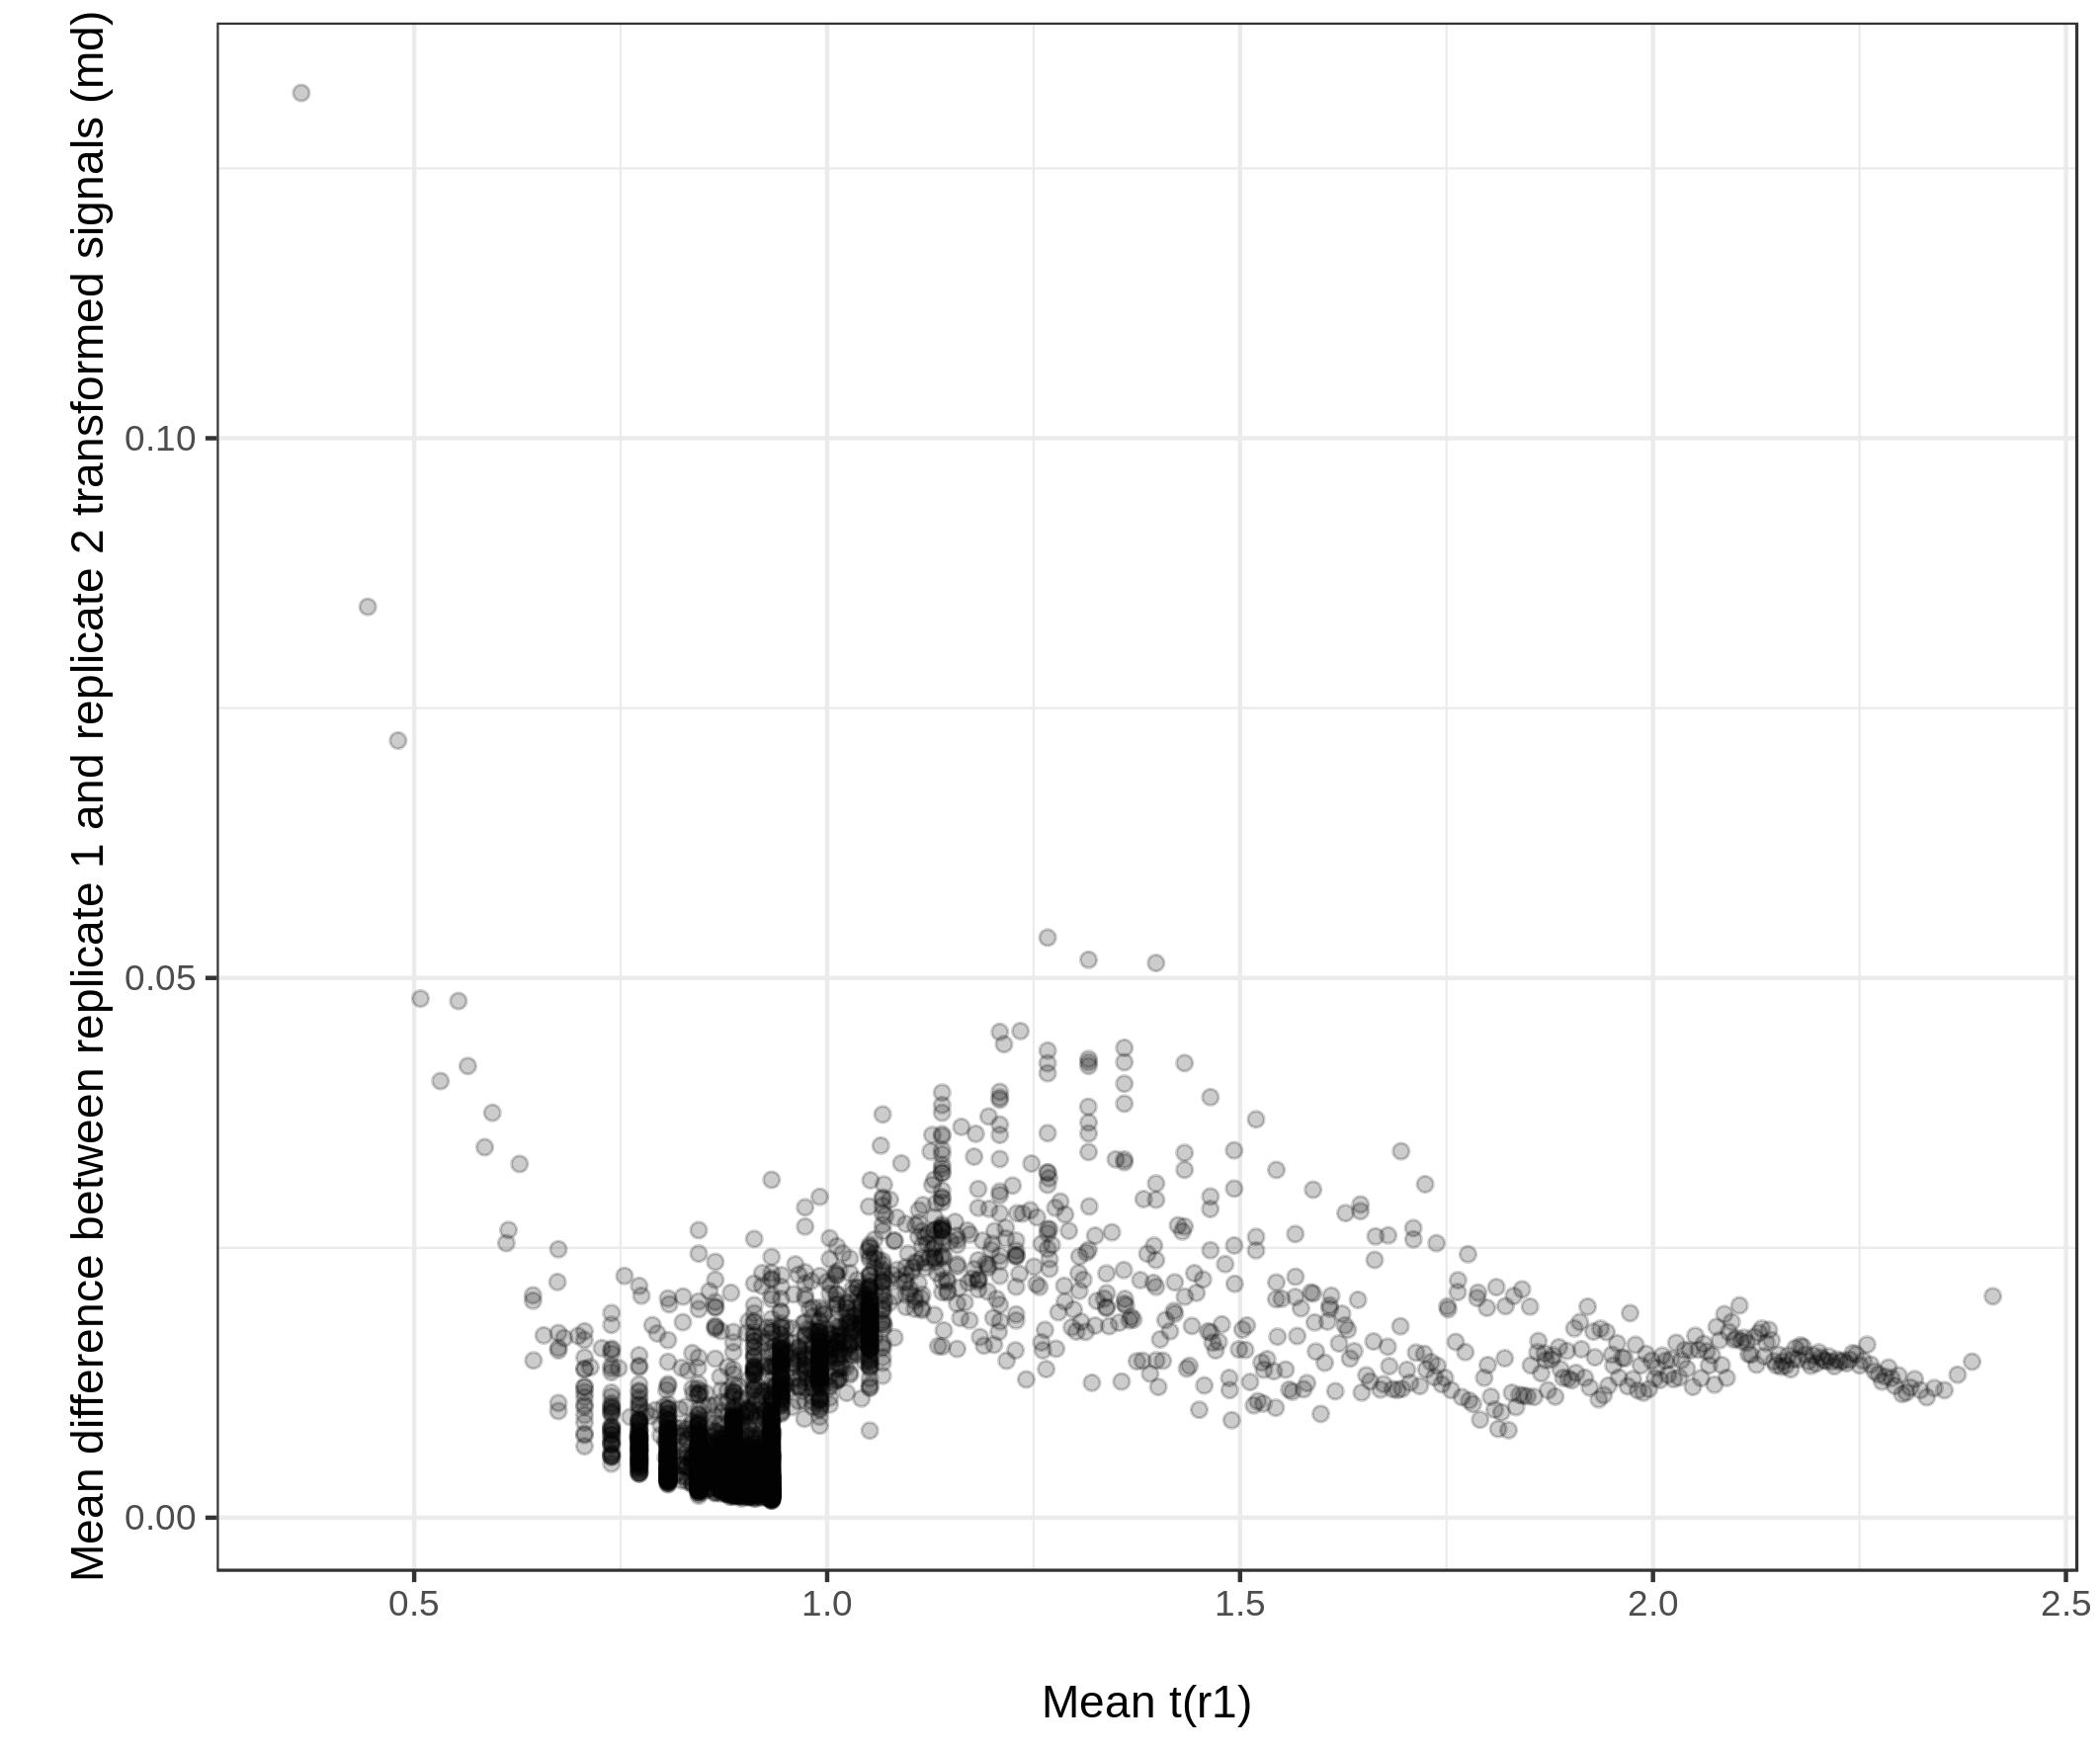 Mean difference between replicate 1 and replicate 2 transformed signals (md)
0.10
0.05
0.00
0.5 1.0 1.5 2.0 2.5
Mean t(r1)